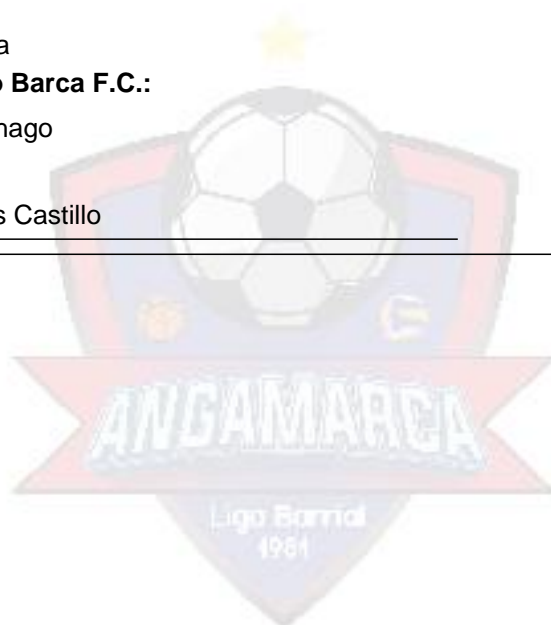 a
o Barca F.C.:
nago
s Castillo
ANGAMARCA
Liga Barrial
1981